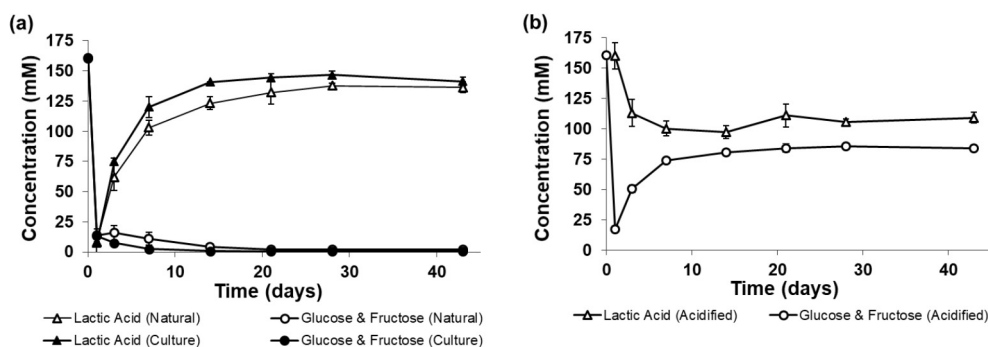 (a)
Concentration (mM)
175
150
125
100
75
50
25
0
0
10
20
30
40
Time (days)
Lactic Acid (Natural)
Glucose & Fructose (Natural)
Lactic Acid (Culture)
Glucose & Fructose (Culture)
(b)
Concentration (mM)
175
150
125
100
75
50
25
0
0
10
20
30
40
Time (days)
Lactic Acid (Acidified)
Glucose & Fructose (Acidified)